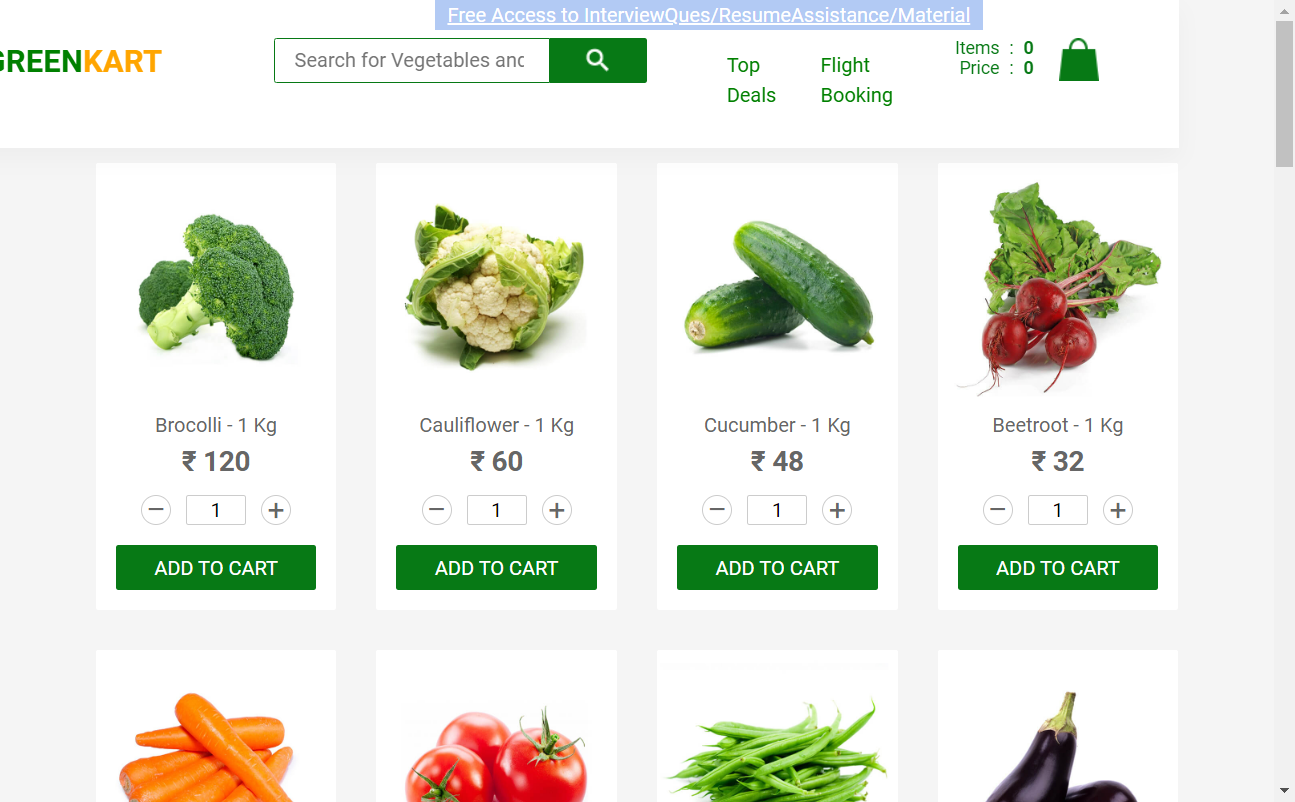 Free Access to InterviewQues/ResumeAssistance/Material
GREENKART
Search for Vegetables and
Top Deals
Flight Booking
Items : 0
Price : 0
Brocolli - 1 Kg
₹ 120
− 1 +
ADD TO CART
Cauliflower - 1 Kg
₹ 60
− 1 +
ADD TO CART
Cucumber - 1 Kg
₹ 48
− 1 +
ADD TO CART
Beetroot - 1 Kg
₹ 32
− 1 +
ADD TO CART